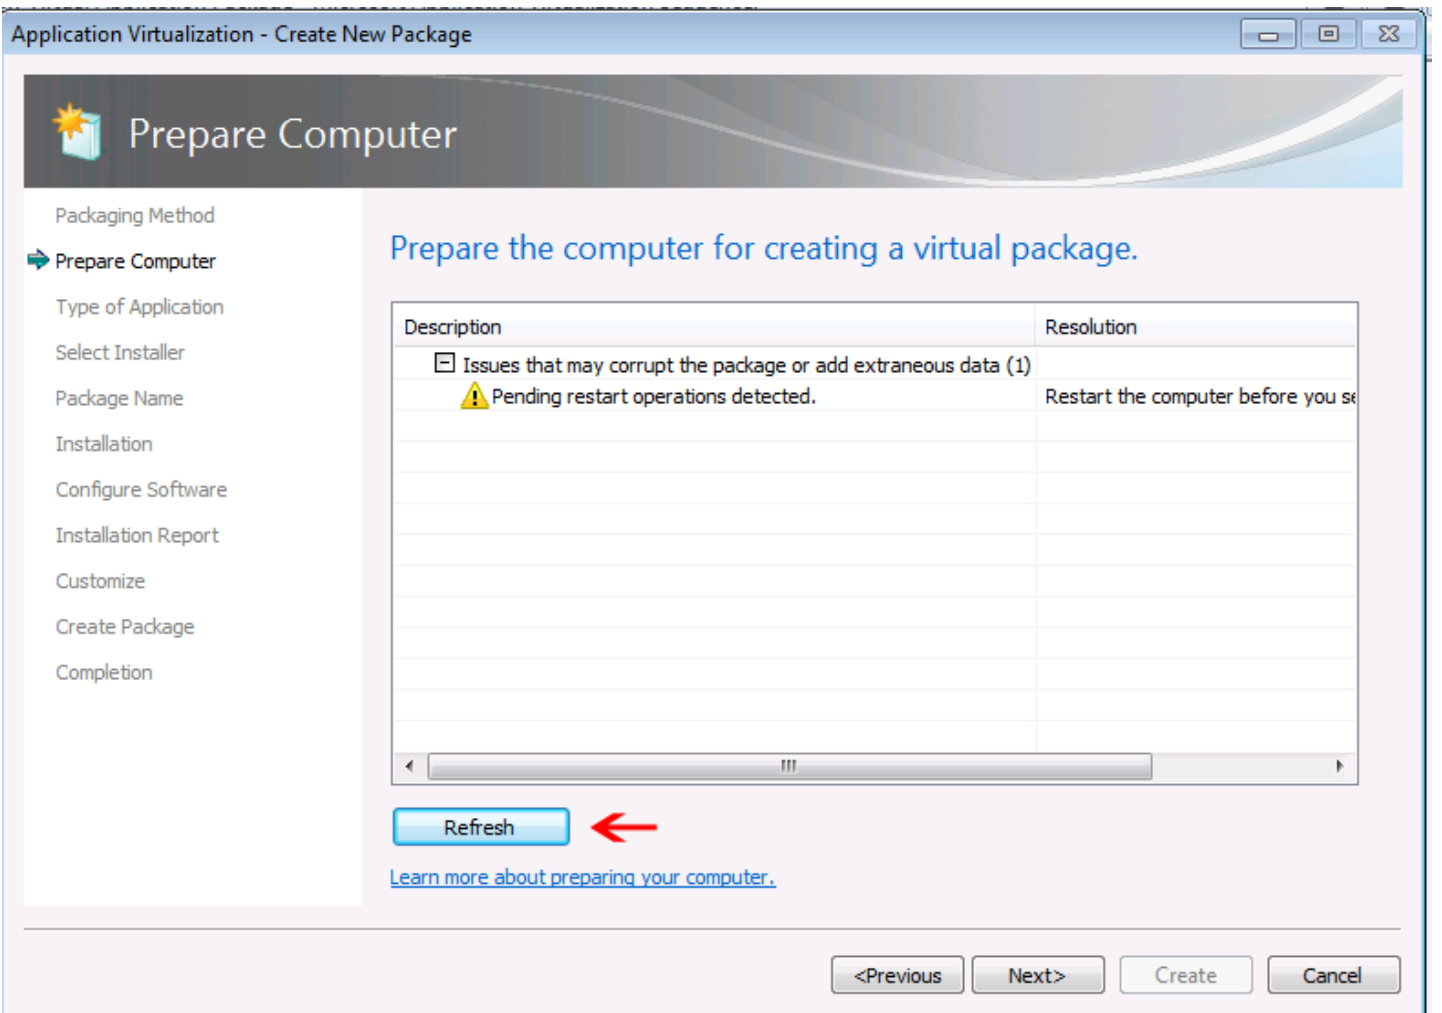 Application Virtualization - Create New Package
Prepare Computer
Packaging Method
Prepare Computer
Type of Application
Select Installer
Package Name
Installation
Configure Software
Installation Report
Customize
Create Package
Completion
Prepare the computer for creating a virtual package.
Description Resolution
Issues that may corrupt the package or add extraneous data (1)
Pending restart operations detected. Restart the computer before you se
Refresh
Learn more about preparing your computer.
<Previous Next> Create Cancel